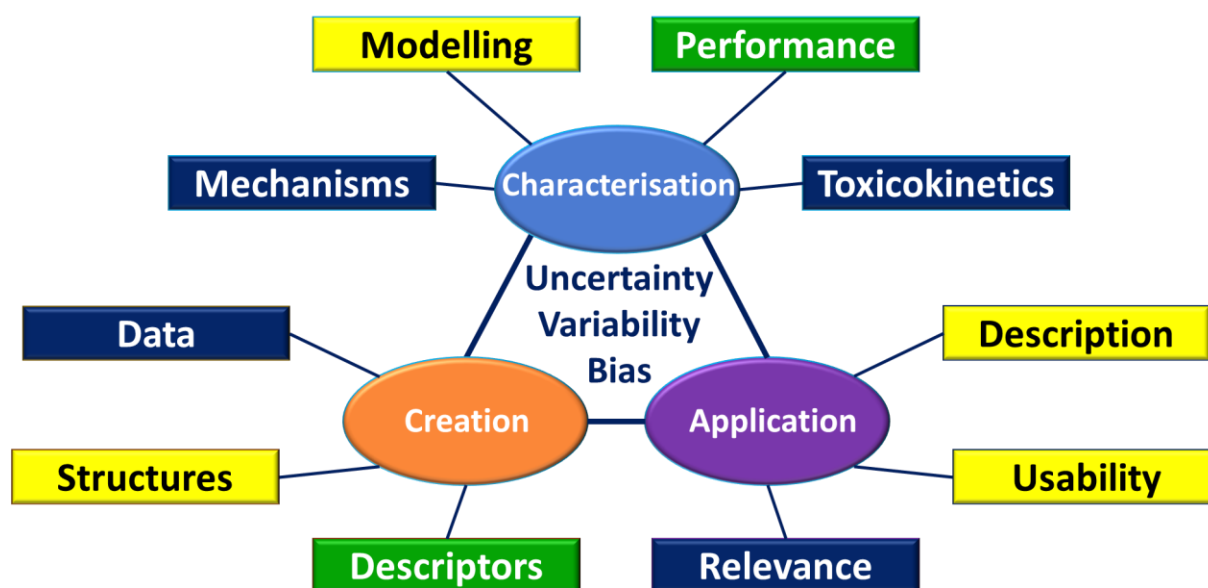 Modelling
Performance
Mechanisms
Characterisation
Toxicokinetics
Uncertainty
Variability
Bias
Data
Description
Creation
Application
Structures
Usability
Descriptors
Relevance